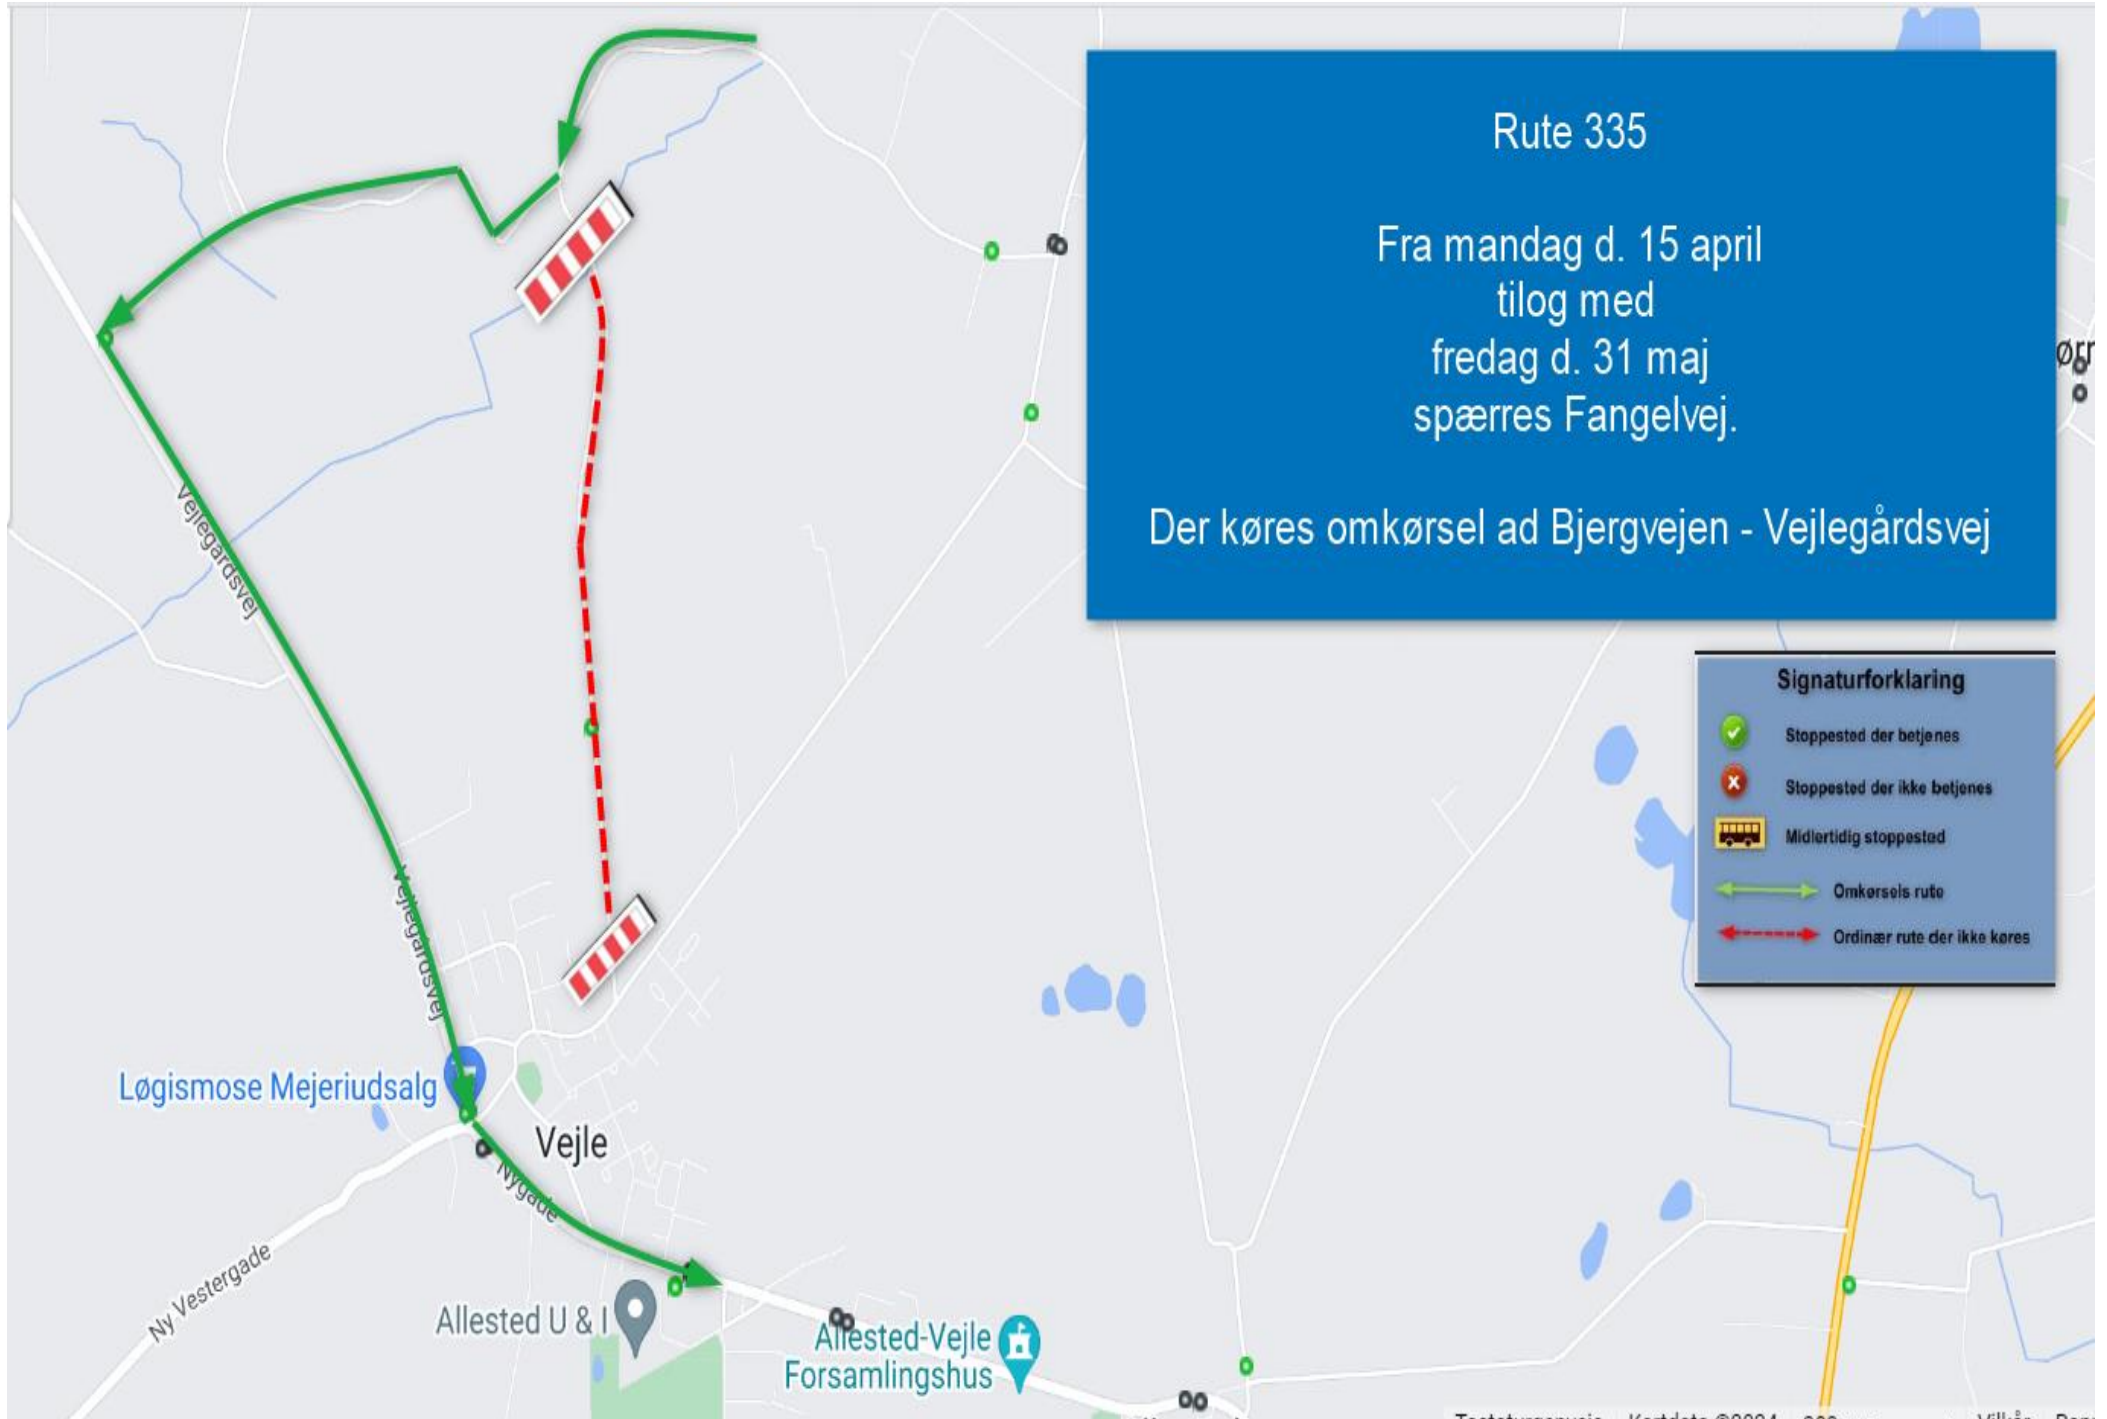 Rute 335
Fra mandag d. 15 april
tilog med
fredag d. 31 maj
spærres Fangelvej.
Der køres omkørsel ad Bjergvejen - Vejlegårdsvej
Signaturforklaring
Stoppested der betjenes
Stoppested der ikke betjenes
Midlertidig stoppested
Omkørsels rute
Ordinær rute der ikke køres
Vejlegårdsvej
Vejlegårdsvej
Løgismose Mejeriudsalg
Vejle
Nygade
Ny Vestergade
Allested U & I
Allested-Vejle
Forsamlingshus